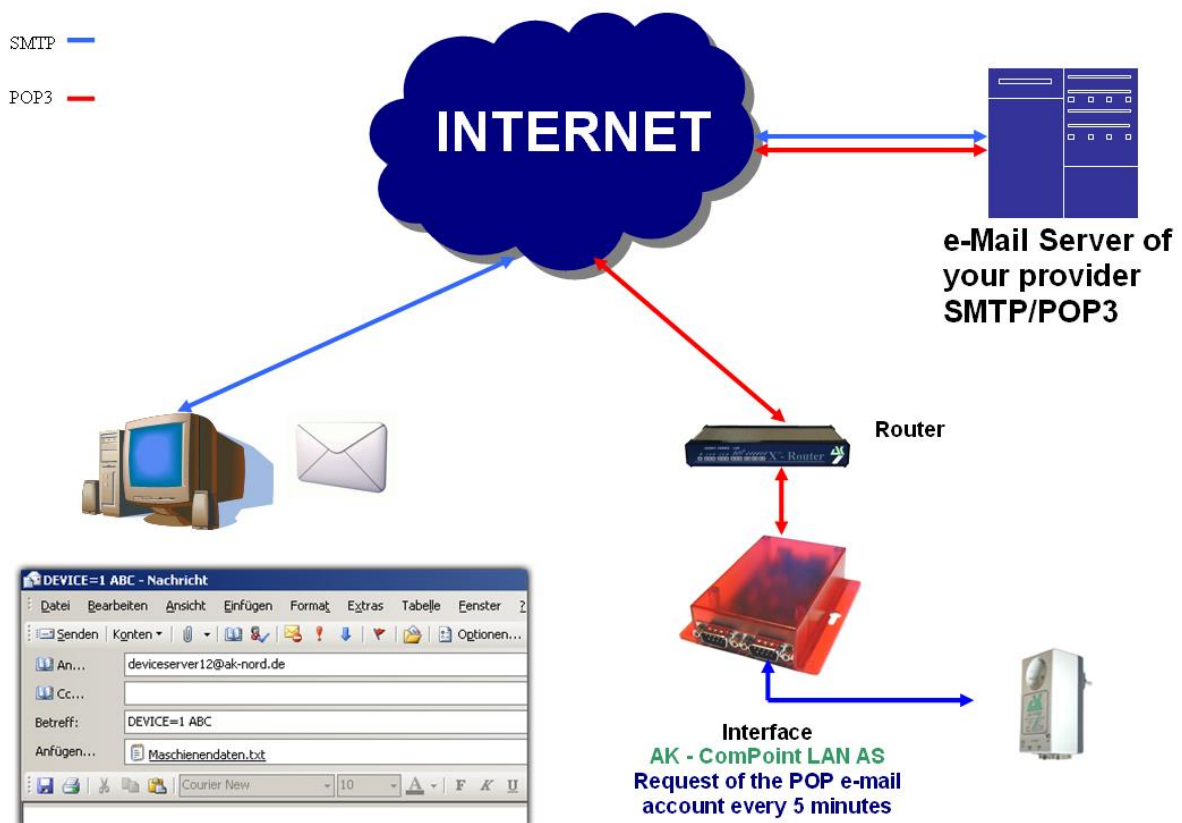 SMTP
POP3
INTERNET
e-Mail Server of
your provider
SMTP/POP3
Router
X - Router
DEVICE=1 ABC - Nachricht
Datei Bearbeiten Ansicht Einfügen Format Extras Tabelle Fenster ?
Senden Konten Optionen...
An... deviceserver12@ak-nord.de
Cc...
Betreff: DEVICE=1 ABC
Anfügen... Maschienendaten.txt
Courier New 10 A F K U
Interface
AK - ComPoint LAN AS
Request of the POP e-mail
account every 5 minutes